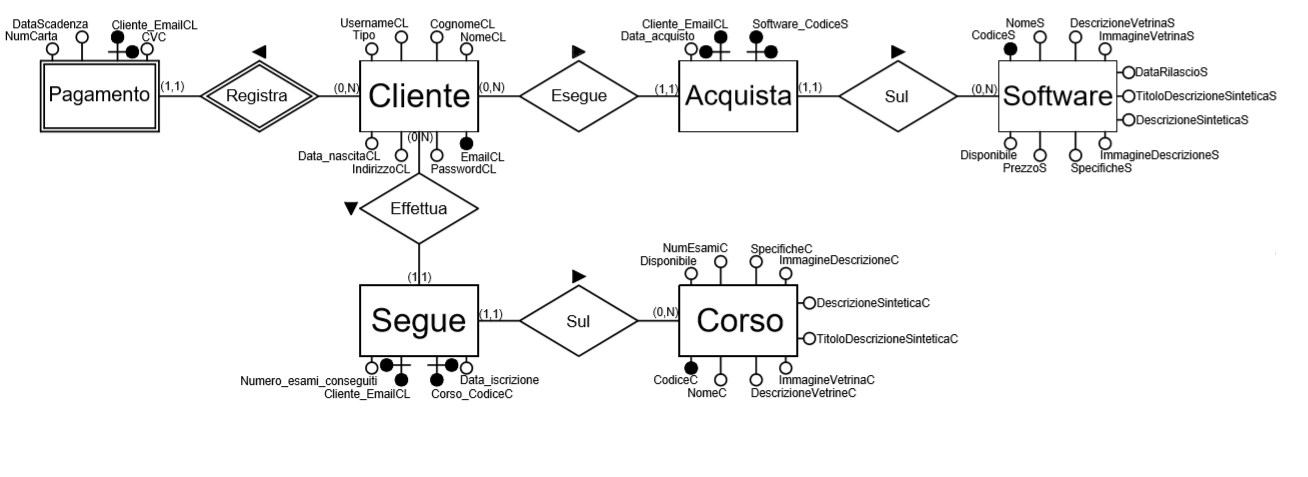 DataScadenza
Cliente_EmailCL
NumCarta
CVC
UsernameCL
CognomeCL
Tipo
NomeCL
Cliente_EmailCL
Software_CodiceS
Data_acquisto
NomeS
DescrizioneVetrinaS
CodiceS
ImmagineVetrinaS
Pagamento
(1,1)
Registra
(0,N)
Cliente
(0,N)
Esegue
(1,1)
Acquista
(1,1)
Sul
(0,N)
Software
DataRilascioS
TitoloDescrizioneSinteticaS
DescrizioneSinteticaS
(0,N)
Data_nascitaCL
EmailCL
IndirizzoCL
PasswordCL
Disponibile
ImmagineDescrizioneS
PrezzoS
SpecificheS
Effettua
NumEsamiC
SpecificheC
Disponibile
ImmagineDescrizioneC
(1,1)
Segue
(1,1)
Sul
(0,N)
Corso
DescrizioneSinteticaC
TitoloDescrizioneSinteticaC
Numero_esami_conseguiti
Data_iscrizione
Cliente_EmailCL
Corso_CodiceC
CodiceC
ImmagineVetrinaC
NomeC
DescrizioneVetrineC